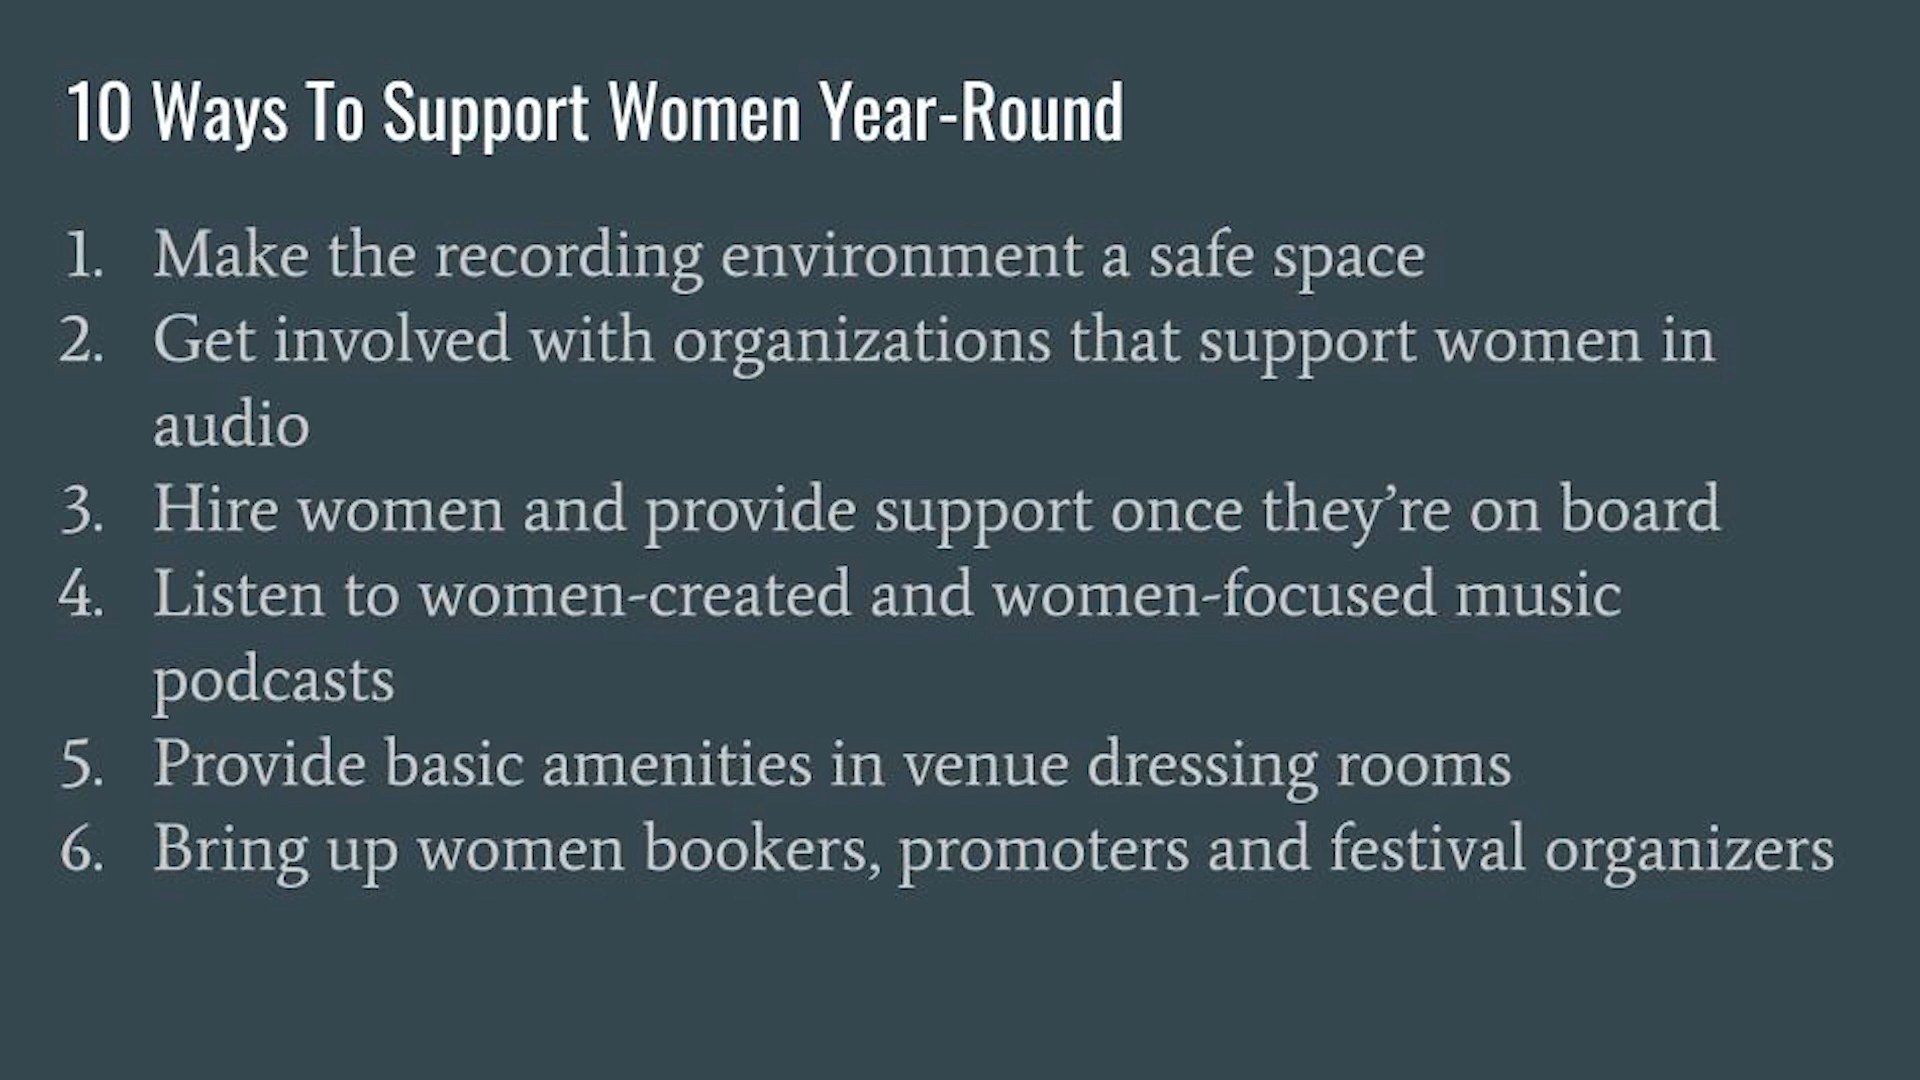 10 Ways To Support Women Year-Round
1. Make the recording environment a safe space
2. Get involved with organizations that support women in
audio
3. Hire women and provide support once they’re on board
4. Listen to women-created and women-focused music
podcasts
5. Provide basic amenities in venue dressing rooms
6. Bring up women bookers, promoters and festival organizers